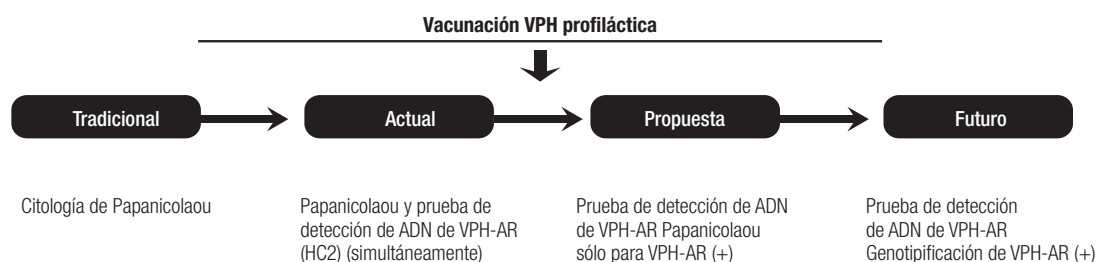 Vacunación VPH profiláctica
Tradicional
Actual
Propuesta
Futuro
Citología de Papanicolaou
Papanicolaou y prueba de
detección de ADN de VPH-AR
(HC2) (simultáneamente)
Prueba de detección de ADN
de VPH-AR Papanicolaou
sólo para VPH-AR (+)
Prueba de detección
de ADN de VPH-AR
Genotipificación de VPH-AR (+)